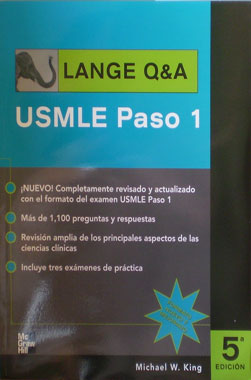 LANGE Q&A
USMLE Paso 1
¡NUEVO! Completamente revisado y actualizado
con el formato del examen USMLE Paso 1
Más de 1,100 preguntas y respuestas
Revisión amplia de los principales aspectos de las
ciencias clínicas
Incluye tres exámenes de práctica
Mc
Graw
Hill
Michael W. King
5ª
EDICIÓN